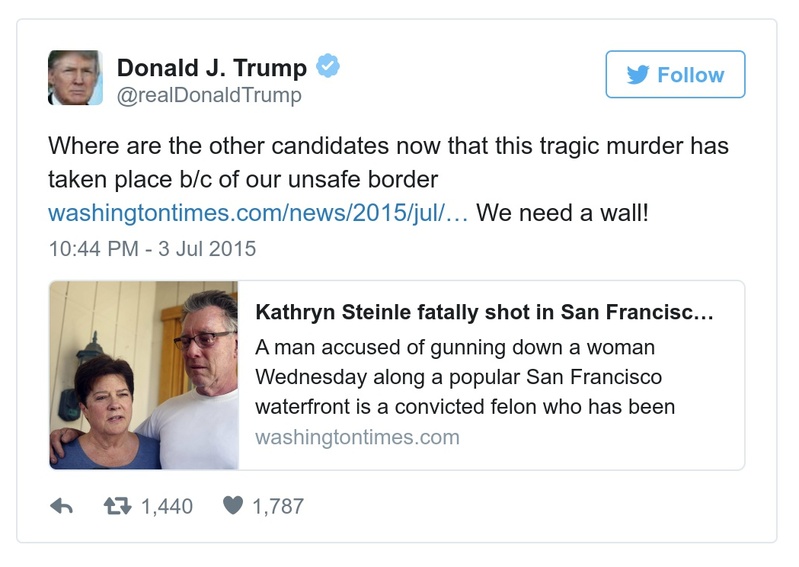 Donald J. Trump
@realDonaldTrump
Follow
Where are the other candidates now that this tragic murder has
taken place b/c of our unsafe border
washingtontimes.com/news/2015/jul/… We need a wall!
10:44 PM - 3 Jul 2015
Kathryn Steinle fatally shot in San Francisc…
A man accused of gunning down a woman
Wednesday along a popular San Francisco
waterfront is a convicted felon who has been
washingtontimes.com
1,440 1,787